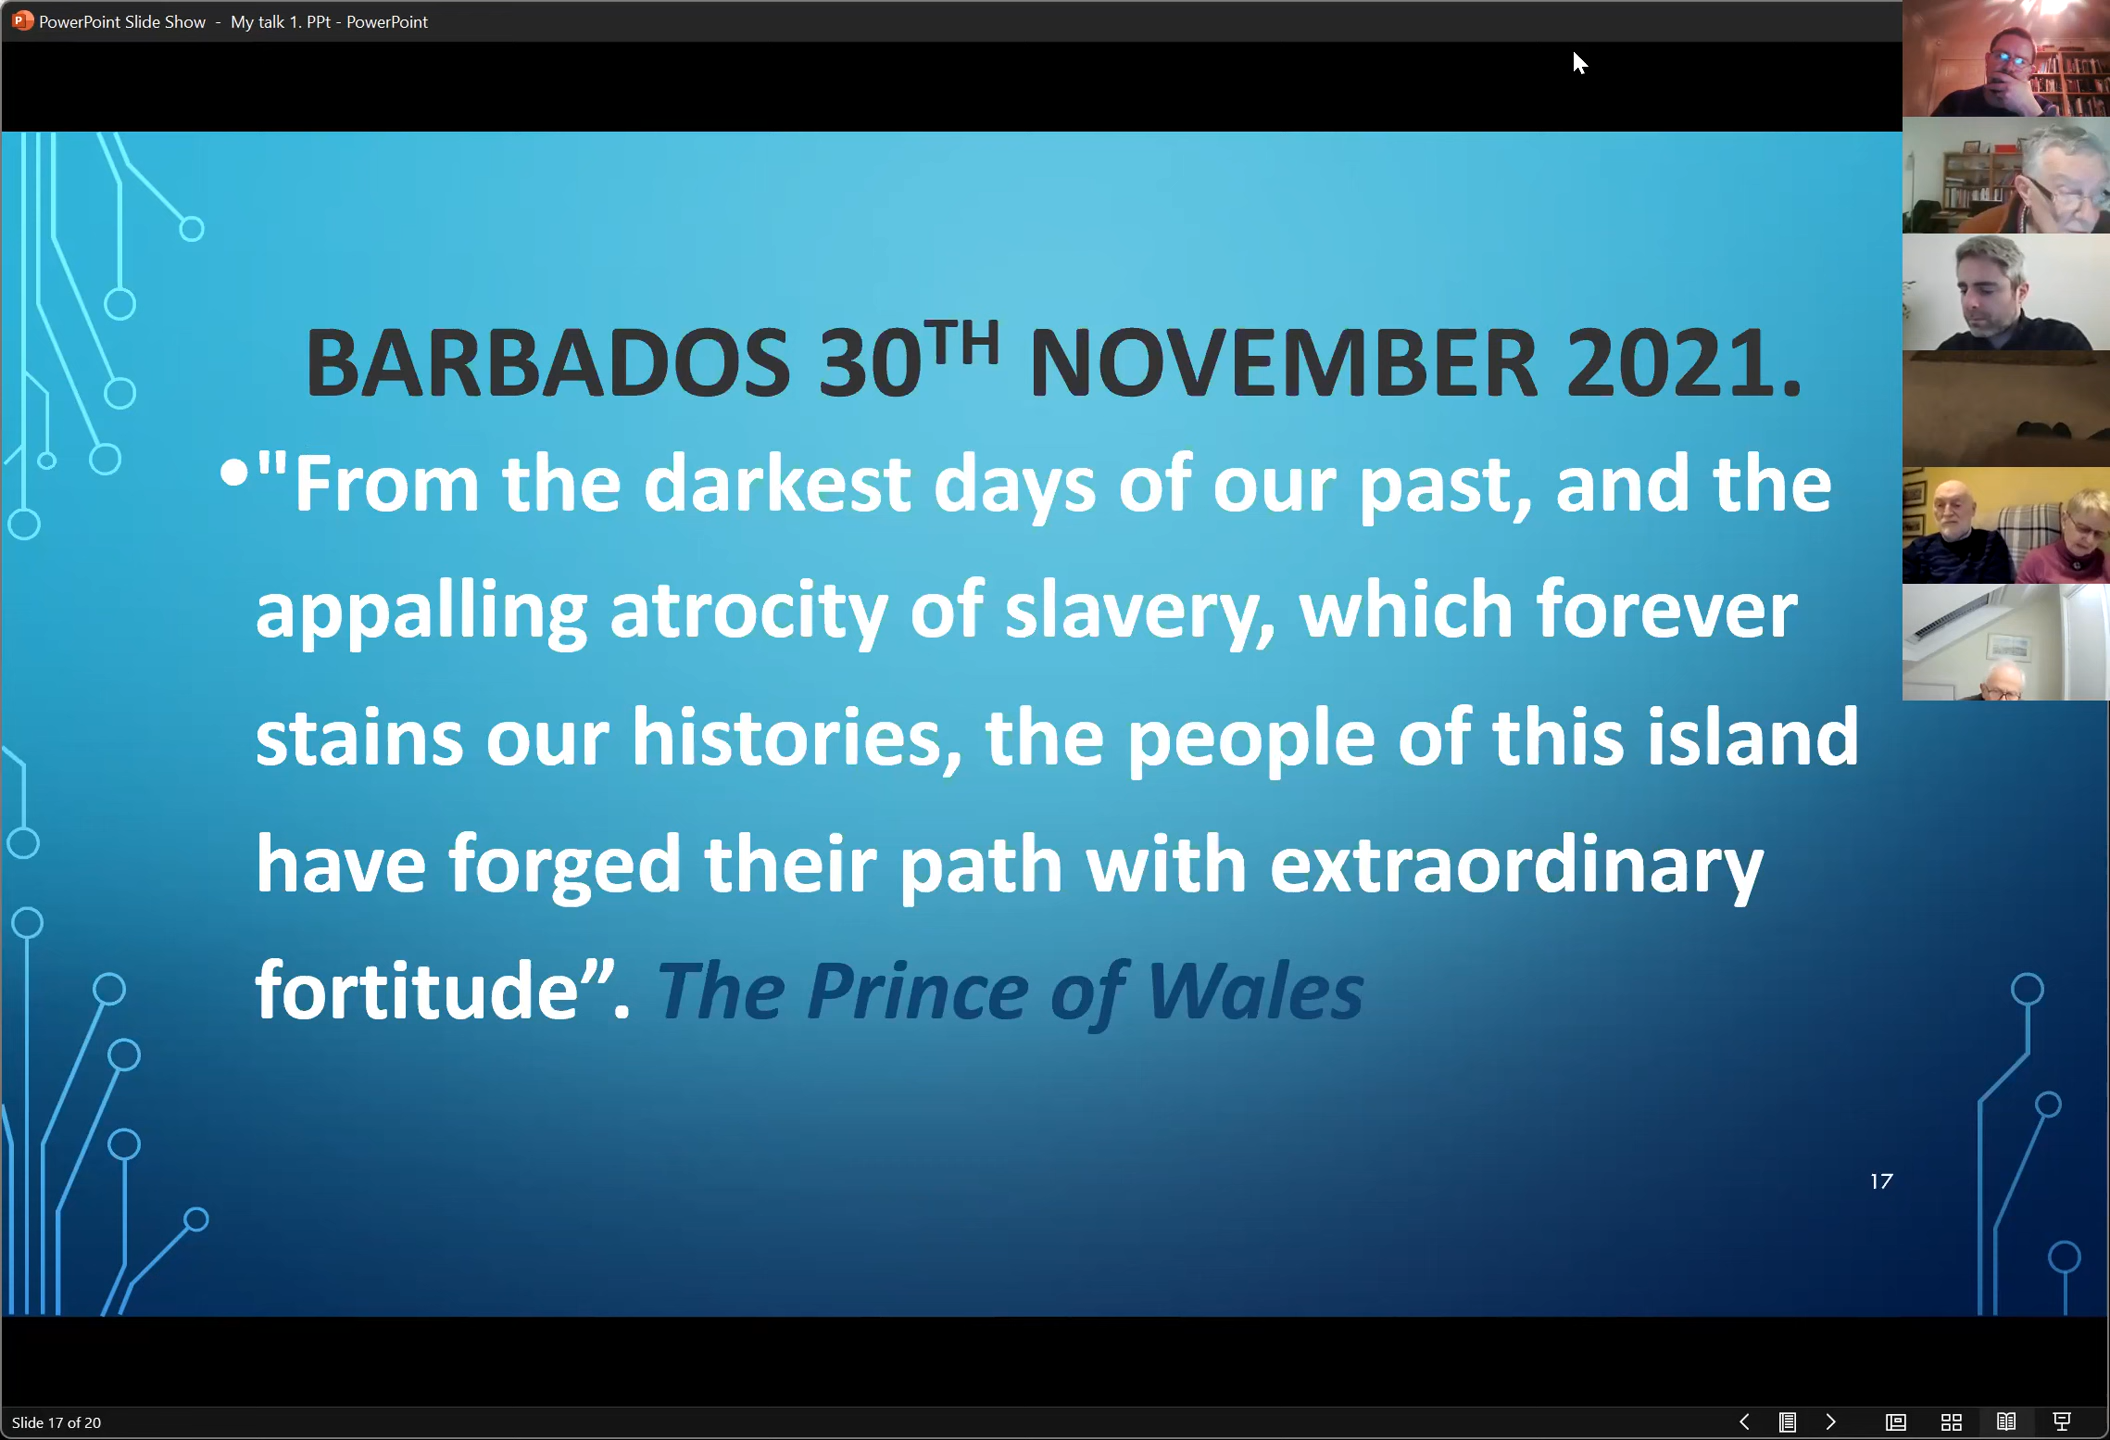 PowerPoint Slide Show - My talk 1. PPt - PowerPoint
BARBADOS 30TH NOVEMBER 2021.
•"From the darkest days of our past, and the
appalling atrocity of slavery, which forever
stains our histories, the people of this island
have forged their path with extraordinary
fortitude”. The Prince of Wales
17
Slide 17 of 20